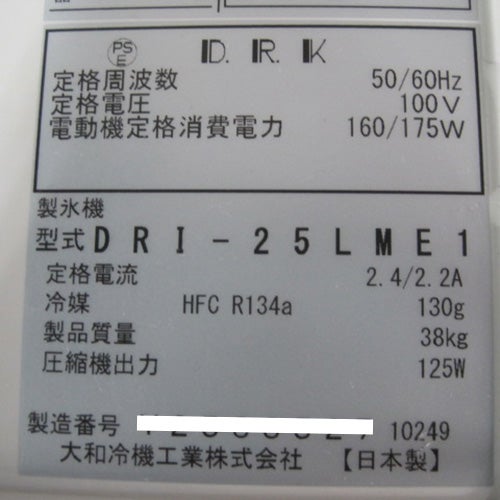 PS E D.R.K
定格周波数 50/60Hz
定格電圧 100V
電動機定格消費電力 160/175W
製氷機
型式 DRI-25LME1
定格電流 2.4/2.2A
冷媒 HFC R134a 130g
製品質量 38kg
圧縮機出力 125W
製造番号 10249
大和冷機工業株式会社 【日本製】